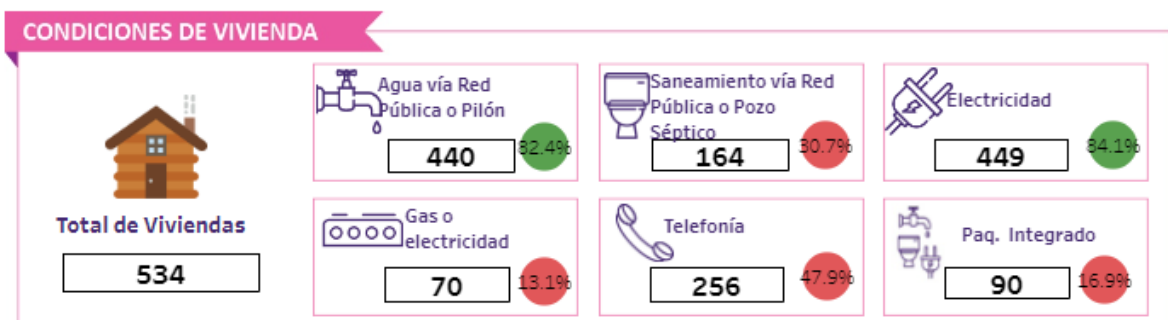 CONDICIONES DE VIVIENDA
Total de Viviendas
534
Agua vía Red
Pública o Pilón
440
82.4%
Saneamiento vía Red
Pública o Pozo
Séptico
164
30.7%
Electricidad
449
84.1%
Gas o
electricidad
70
13.1%
Telefonía
256
47.9%
Paq. Integrado
90
16.9%